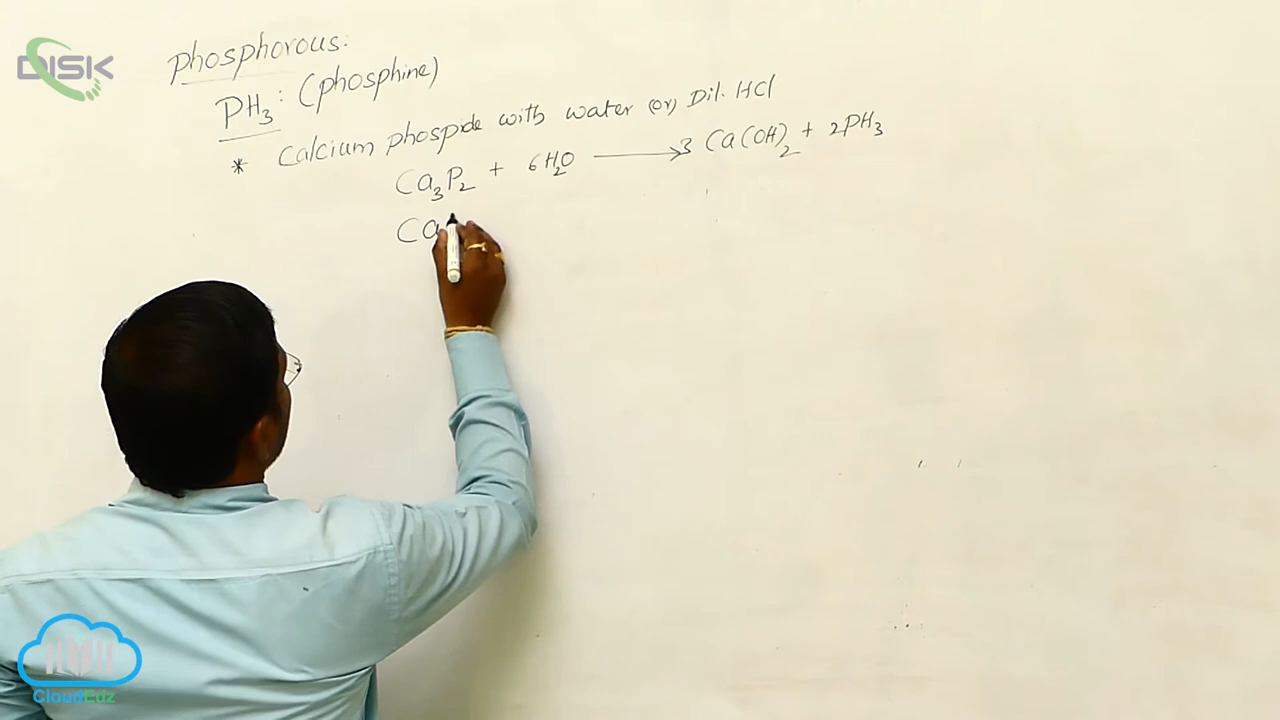 DISK
phosphorous:
PH₃: (phosphine)
* Calcium phospide with water (or) Dil. HCl
Ca₃P₂ + 6H₂O → 3 Ca(OH)₂ + 2PH₃
Ca
CloudEdz